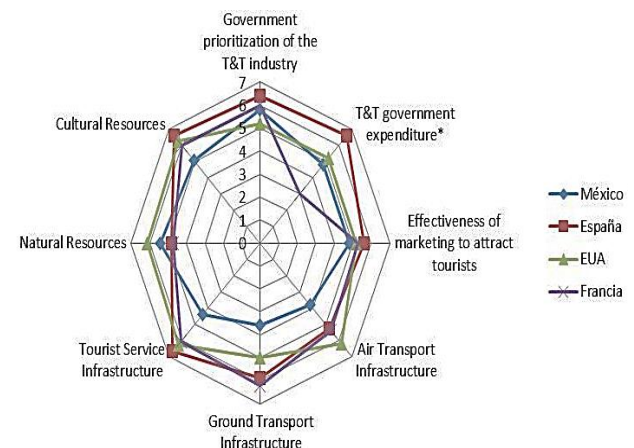 Government
prioritization of the
T&T industry
T&T government
expenditure*
Effectiveness of
marketing to attract
tourists
Air Transport
Infrastructure
Ground Transport
Infrastructure
Tourist Service
Infrastructure
Natural Resources
Cultural Resources
7
6
5
4
3
2
1
0
México
España
EUA
Francia